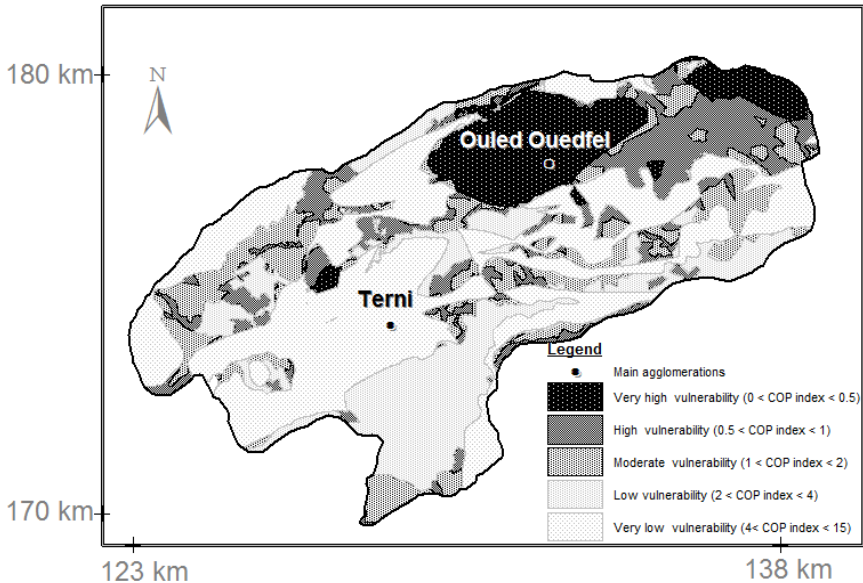 180 km
N
Ouled Ouedfel
Terni
Legend
Main agglomerations
Very high vulnerability (0 < COP index < 0.5)
High vulnerability (0.5 < COP index < 1)
Moderate vulnerability (1 < COP index < 2)
Low vulnerability (2 < COP index < 4)
Very low vulnerability (4< COP index < 15)
170 km
123 km
138 km